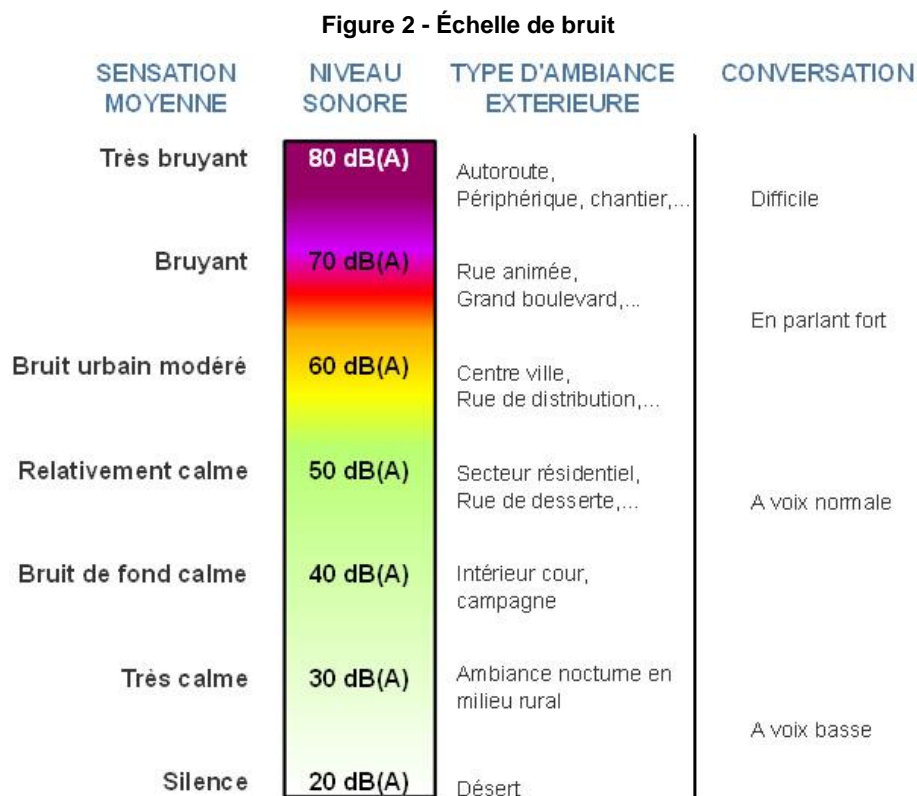 Figure 2 - Échelle de bruit
SENSATION MOYENNE
NIVEAU SONORE
TYPE D'AMBIANCE EXTERIEURE
CONVERSATION
Très bruyant
80 dB(A)
Autoroute,
Périphérique, chantier,...
Difficile
Bruyant
70 dB(A)
Rue animée,
Grand boulevard,...
En parlant fort
Bruit urbain modéré
60 dB(A)
Centre ville,
Rue de distribution,...
Relativement calme
50 dB(A)
Secteur résidentiel,
Rue de desserte,...
A voix normale
Bruit de fond calme
40 dB(A)
Intérieur cour,
campagne
Très calme
30 dB(A)
Ambiance nocturne en
milieu rural
A voix basse
Silence
20 dB(A)
Désert